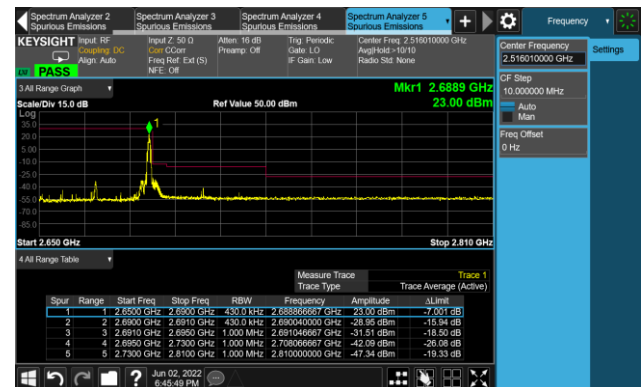 Spectrum Analyzer 2
Spurious Emissions
Spectrum Analyzer 3
Spurious Emissions
Spectrum Analyzer 4
Spurious Emissions
Spectrum Analyzer 5
Spurious Emissions
Frequency
KEYSIGHT
Input: RF
Coupling: DC
Align: Auto
Input Z: 50 Ω
Corr CCorr
Freq Ref: Ext (S)
NFE: Off
Atten: 16 dB
Preamp: Off
Trig: Periodic
Gate: LO
IF Gain: Low
Center Freq: 2.516010000 GHz
Avg|Hold:>10/10
Radio Std: None
PASS
Center Frequency
2.516010000 GHz
Settings
CF Step
10.000000 MHz
Auto
Man
Freq Offset
0 Hz
3 All Range Graph
Mkr1 2.6889 GHz
Scale/Div 15.0 dB
Ref Value 50.00 dBm
23.00 dBm
Log
35.0
20.0
5.00
-10.0
-25.0
-40.0
-55.0
-70.0
-85.0
1
Start 2.650 GHz
Stop 2.810 GHz
4 All Range Table
Measure Trace
Trace 1
Trace Type
Trace Average (Active)
Spur Range Start Freq Stop Freq RBW Frequency Amplitude ΔLimit
1 1 2.6500 GHz 2.6900 GHz 430.0 kHz 2.688866667 GHz 23.00 dBm -7.001 dB
2 2 2.6900 GHz 2.6910 GHz 430.0 kHz 2.690040000 GHz -28.95 dBm -15.94 dB
3 3 2.6910 GHz 2.6950 GHz 1.000 MHz 2.691046667 GHz -31.51 dBm -18.50 dB
4 4 2.6950 GHz 2.7300 GHz 1.000 MHz 2.708066667 GHz -42.09 dBm -26.08 dB
5 5 2.7300 GHz 2.8100 GHz 1.000 MHz 2.810000000 GHz -47.34 dBm -19.33 dB
Jun 02, 2022
6:45:49 PM